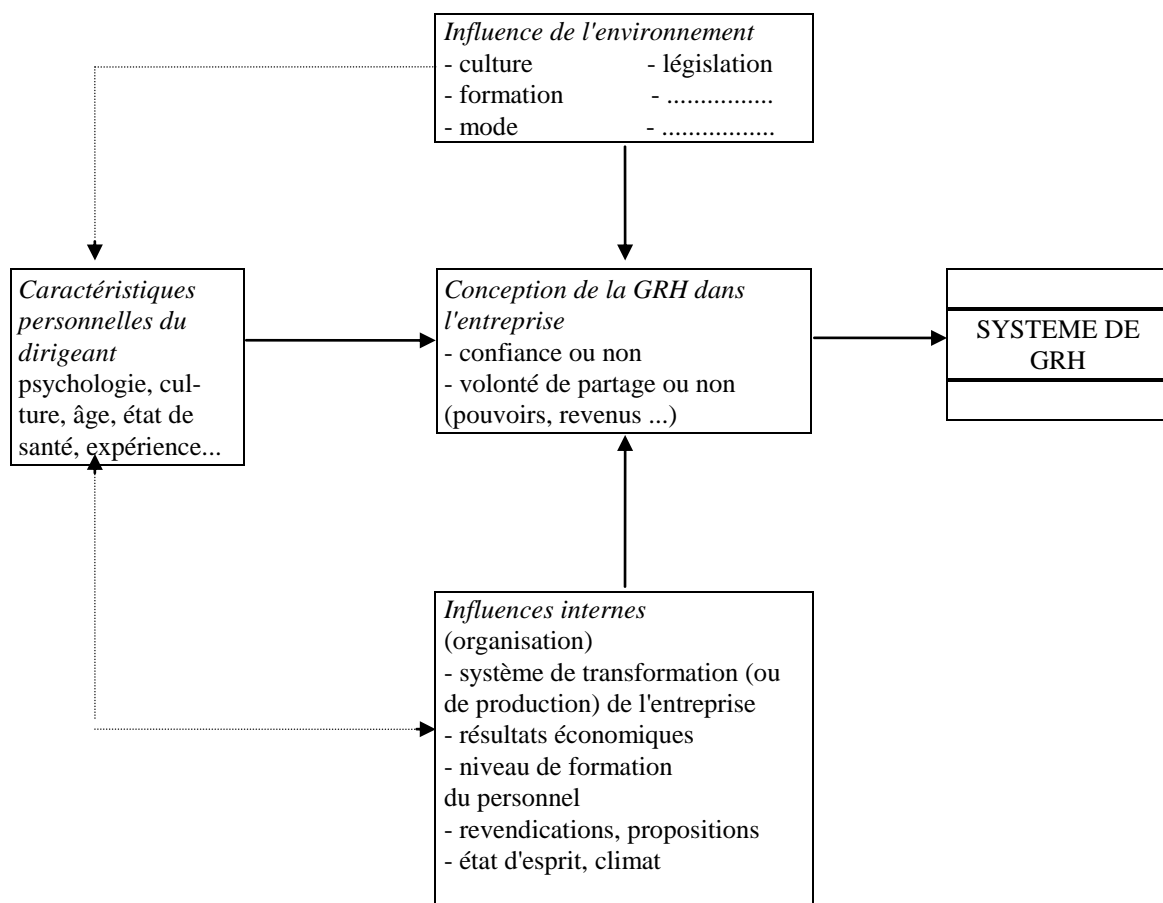 Influence de l'environnement
- culture - législation
- formation - ................
- mode - .................
Caractéristiques
personnelles du
dirigeant
psychologie, cul-
ture, âge, état de
santé, expérience...
Conception de la GRH dans
l'entreprise
- confiance ou non
- volonté de partage ou non
(pouvoirs, revenus ...)
SYSTEME DE
GRH
Influences internes
(organisation)
- système de transformation (ou
de production) de l'entreprise
- résultats économiques
- niveau de formation
du personnel
- revendications, propositions
- état d'esprit, climat